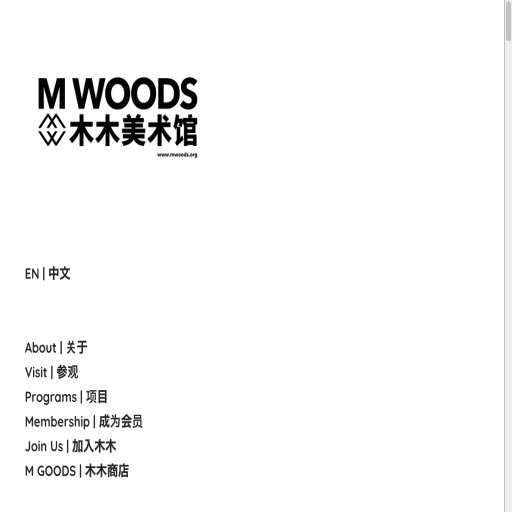 M WOODS
木木美术馆
www.mwoods.org
EN | 中文
About | 关于
Visit | 参观
Programs | 项目
Membership | 成为会员
Join Us | 加入木木
M GOODS | 木木商店